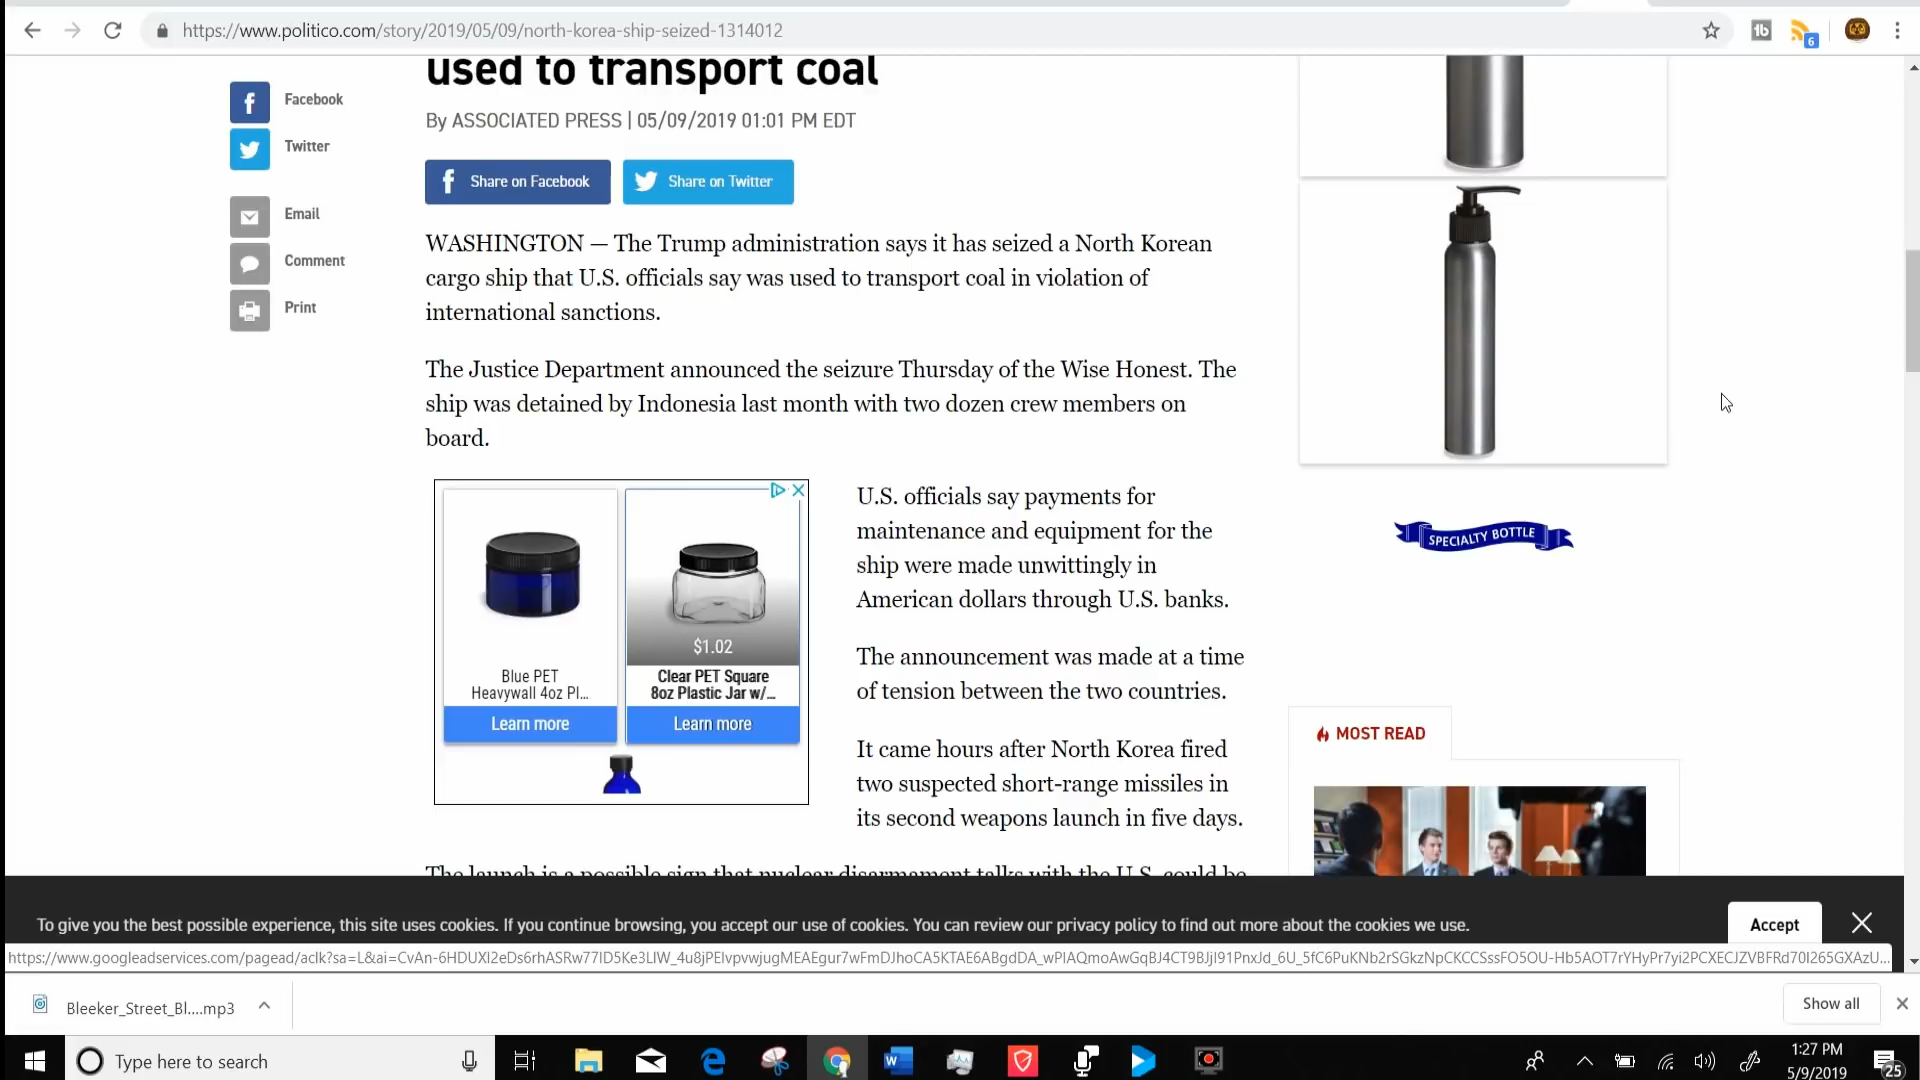 https://www.politico.com/story/2019/05/09/north-korea-ship-seized-1314012
6
used to transport coal
By ASSOCIATED PRESS | 05/09/2019 01:01 PM EDT
Facebook
Twitter
Email
Comment
Print
Share on Facebook
Share on Twitter
WASHINGTON — The Trump administration says it has seized a North Korean
cargo ship that U.S. officials say was used to transport coal in violation of
international sanctions.
The Justice Department announced the seizure Thursday of the Wise Honest. The
ship was detained by Indonesia last month with two dozen crew members on
board.
U.S. officials say payments for
maintenance and equipment for the
ship were made unwittingly in
American dollars through U.S. banks.
The announcement was made at a time
of tension between the two countries.
It came hours after North Korea fired
two suspected short-range missiles in
its second weapons launch in five days.
The launch is a possible sign that nuclear disarmament talks with the U.S. could be
$1.02
Blue PET
Heavywall 4oz Pl...
Clear PET Square
8oz Plastic Jar w/...
Learn more
Learn more
SPECIALTY BOTTLE
MOST READ
To give you the best possible experience, this site uses cookies. If you continue browsing, you accept our use of cookies. You can review our privacy policy to find out more about the cookies we use.
Accept
Bleeker_Street_Bl....mp3
Show all
Type here to search
1:27 PM
5/9/2019
25